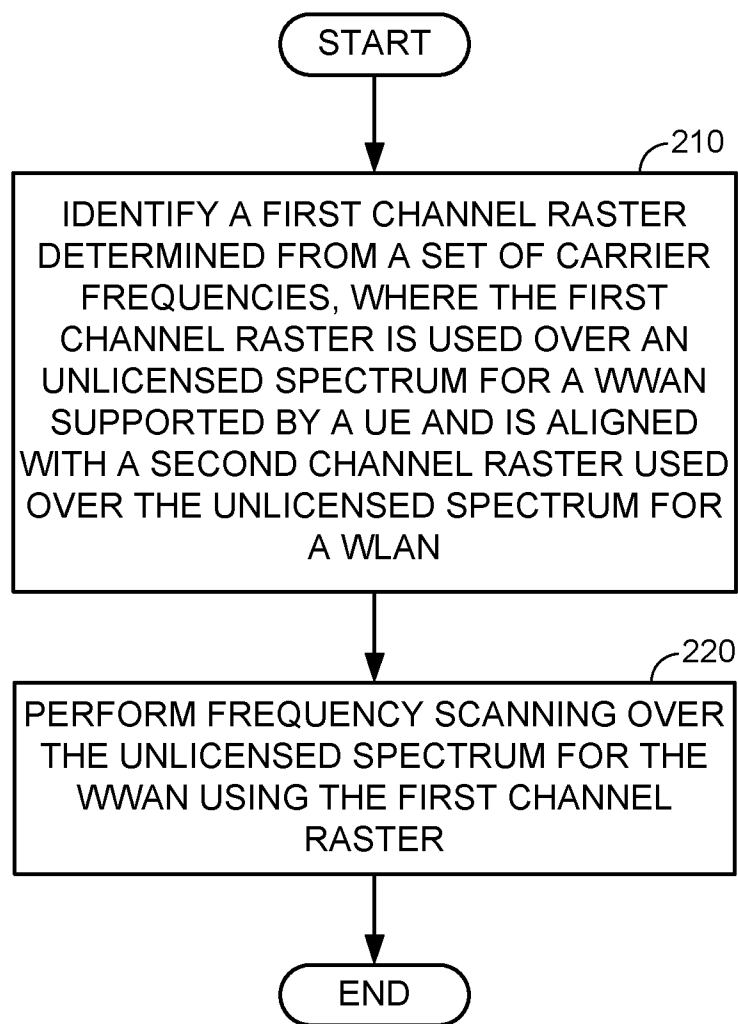 START
210
IDENTIFY A FIRST CHANNEL RASTER
DETERMINED FROM A SET OF CARRIER
FREQUENCIES, WHERE THE FIRST
CHANNEL RASTER IS USED OVER AN
UNLICENSED SPECTRUM FOR A WWAN
SUPPORTED BY A UE AND IS ALIGNED
WITH A SECOND CHANNEL RASTER USED
OVER THE UNLICENSED SPECTRUM FOR
A WLAN
220
PERFORM FREQUENCY SCANNING OVER
THE UNLICENSED SPECTRUM FOR THE
WWAN USING THE FIRST CHANNEL
RASTER
END